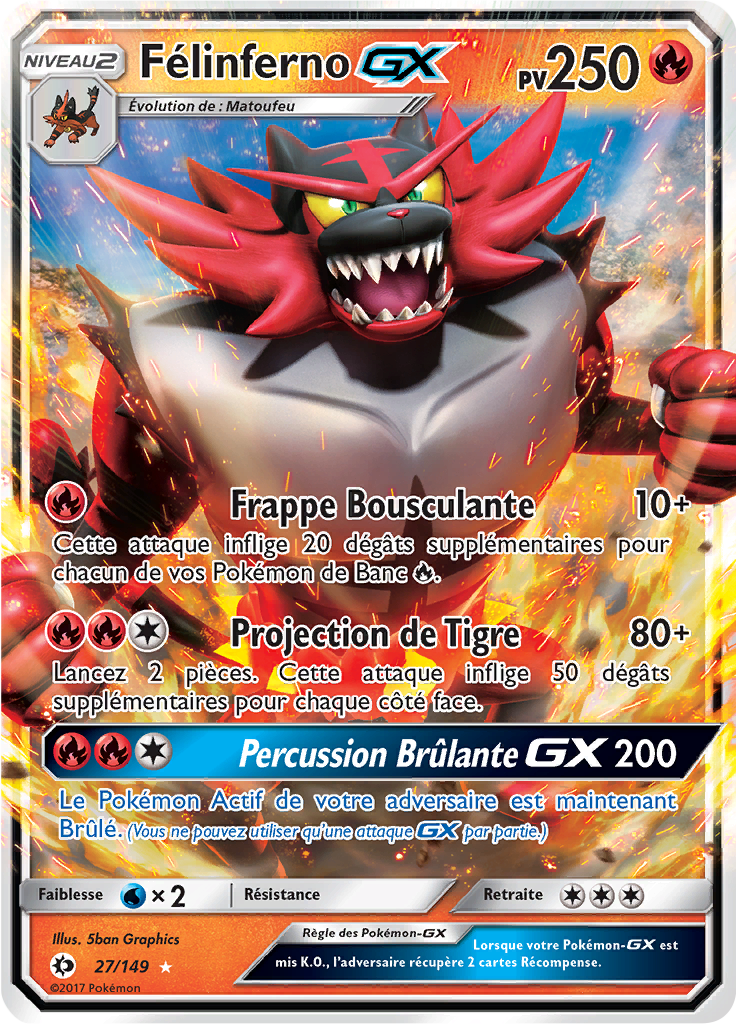 NIVEAU2 Félinferno GX PV250
Évolution de : Matoufeu
Frappe Bousculante 10+
Cette attaque inflige 20 dégâts supplémentaires pour
chacun de vos Pokémon de Banc.
Projection de Tigre 80+
Lancez 2 pièces. Cette attaque inflige 50 dégâts
supplémentaires pour chaque côté face.
Percussion Brûlante GX 200
Le Pokémon Actif de votre adversaire est maintenant
Brûlé. (Vous ne pouvez utiliser qu'une attaque GX par partie.)
Faiblesse ×2 Résistance Retraite
Illus. 5ban Graphics
27/149
©2017 Pokémon
Règle des Pokémon-GX
Lorsque votre Pokémon-GX est
mis K.O., l'adversaire récupère 2 cartes Récompense.